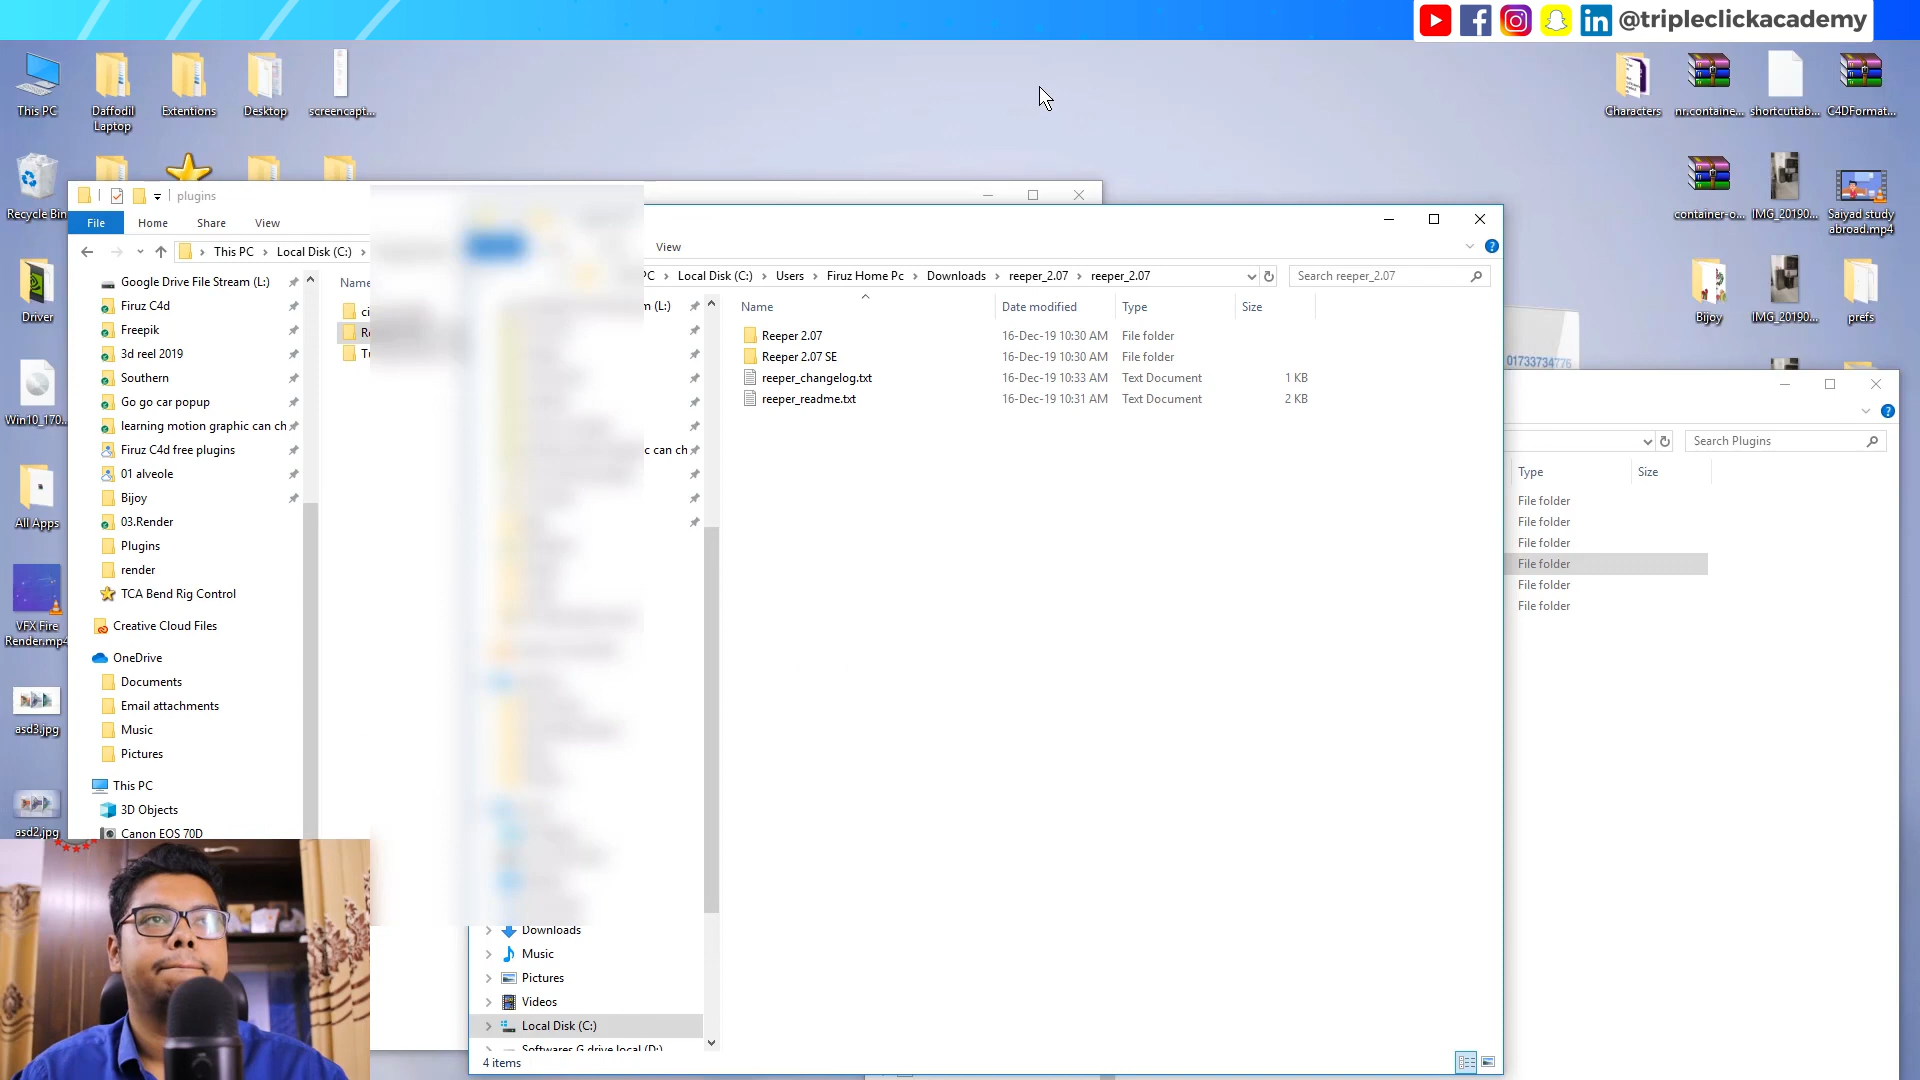 @tripleclickacademy
This PC
Daffodil
Laptop
Extentions
Desktop
screencapt...
Characters
nr.containe...
shortcuttab...
C4DFormat...
Recycle Bin
container-o...
IMG_20190...
Saiyad study
abroad.mp4
Driver
Bijoy
IMG_20190...
prefs
01733734776
Win10_170...
All Apps
VFX Fire
Render.mp4
asd3.jpg
asd2.jpg
plugins
File
Home
Share
View
This PC
Local Disk (C:)
Name
Google Drive File Stream (L:)
Firuz C4d
Freepik
3d reel 2019
Southern
Go go car popup
learning motion graphic can ch
Firuz C4d free plugins
01 alveole
Bijoy
03.Render
Plugins
render
TCA Bend Rig Control
Creative Cloud Files
OneDrive
Documents
Email attachments
Music
Pictures
This PC
3D Objects
Canon EOS 70D
View
PC
Local Disk (C:)
Users
Firuz Home Pc
Downloads
reeper_2.07
reeper_2.07
Search reeper_2.07
m (L:)
c can ch
Name
Date modified
Type
Size
Reeper 2.07
16-Dec-19 10:30 AM
File folder
Reeper 2.07 SE
16-Dec-19 10:30 AM
File folder
reeper_changelog.txt
16-Dec-19 10:33 AM
Text Document
1 KB
reeper_readme.txt
16-Dec-19 10:31 AM
Text Document
2 KB
Downloads
Music
Pictures
Videos
Local Disk (C:)
Softwares G drive local (D:)
4 items
Search Plugins
Type
Size
File folder
File folder
File folder
File folder
File folder
File folder